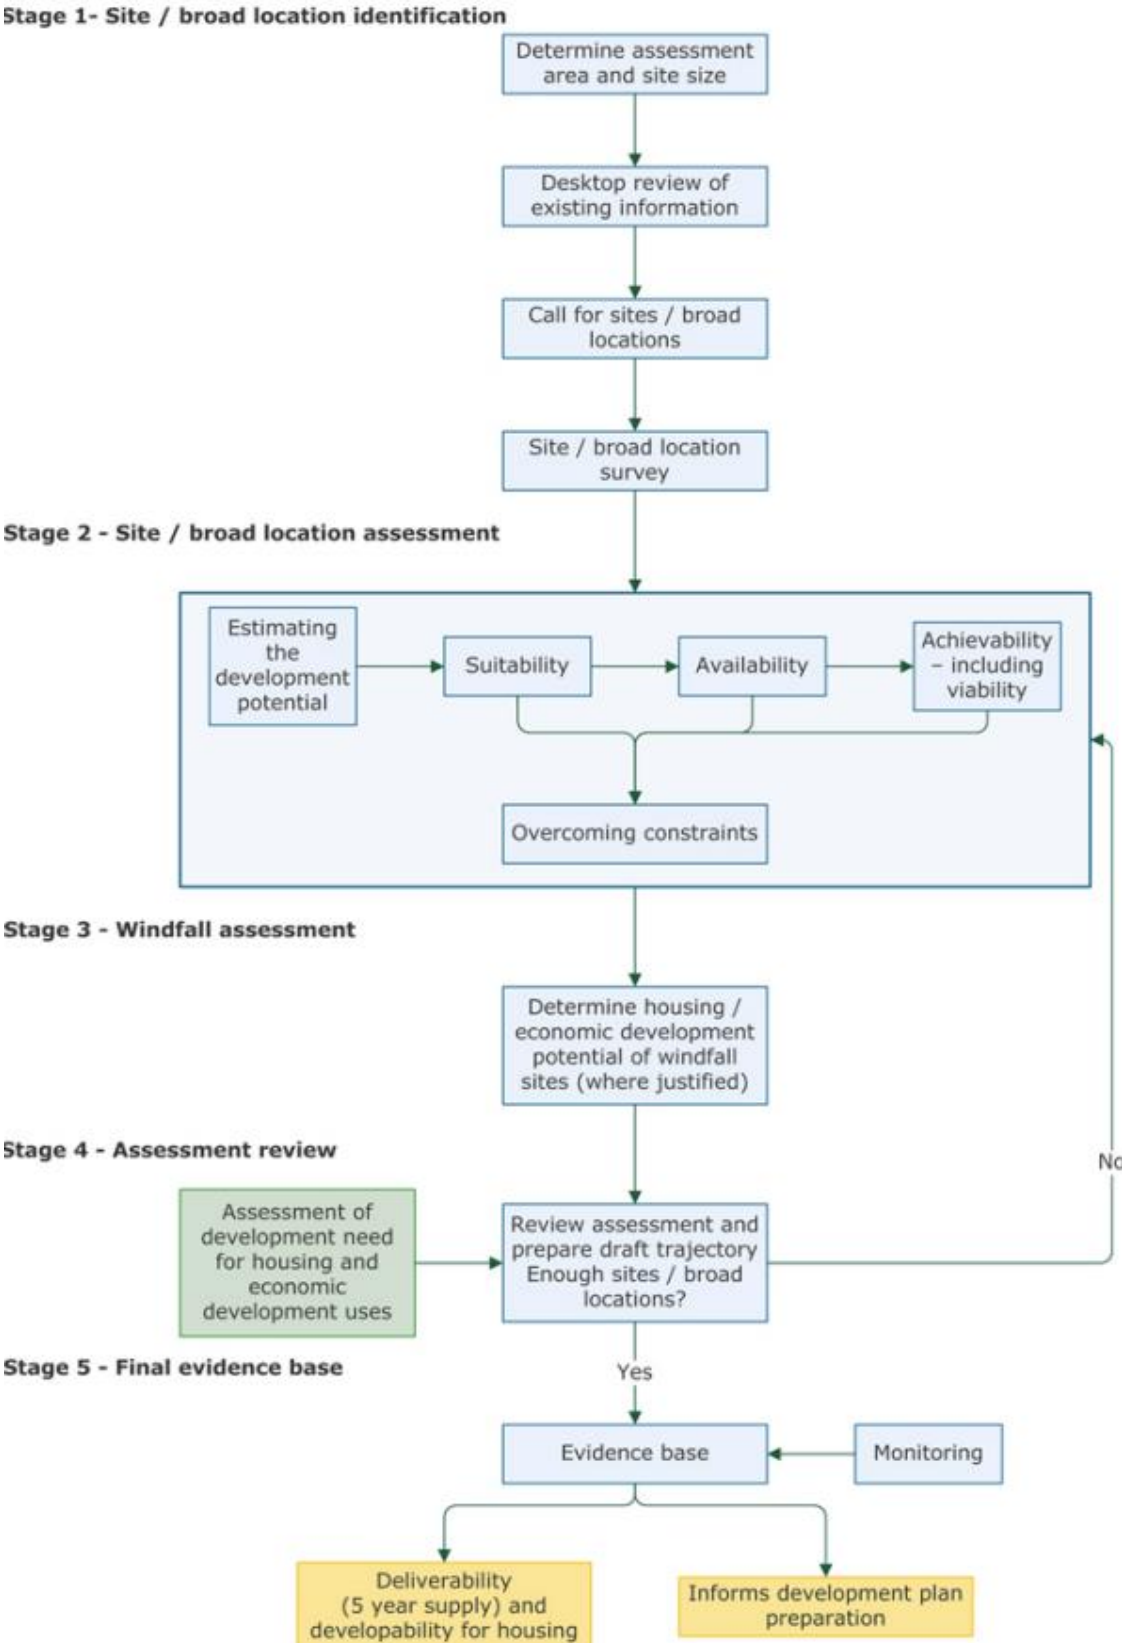 Stage 1- Site / broad location identification
Determine assessment
area and site size
Desktop review of
existing information
Call for sites / broad
locations
Site / broad location
survey
Stage 2 - Site / broad location assessment
Estimating
the
development
potential
Suitability
Availability
Achievability
– including
viability
Overcoming constraints
Stage 3 - Windfall assessment
Determine housing /
economic development
potential of windfall
sites (where justified)
Stage 4 - Assessment review
No
Assessment of
development need
for housing and
economic
development uses
Review assessment and
prepare draft trajectory
Enough sites / broad
locations?
Stage 5 - Final evidence base
Yes
Evidence base
Monitoring
Deliverability
(5 year supply) and
developability for housing
Informs development plan
preparation